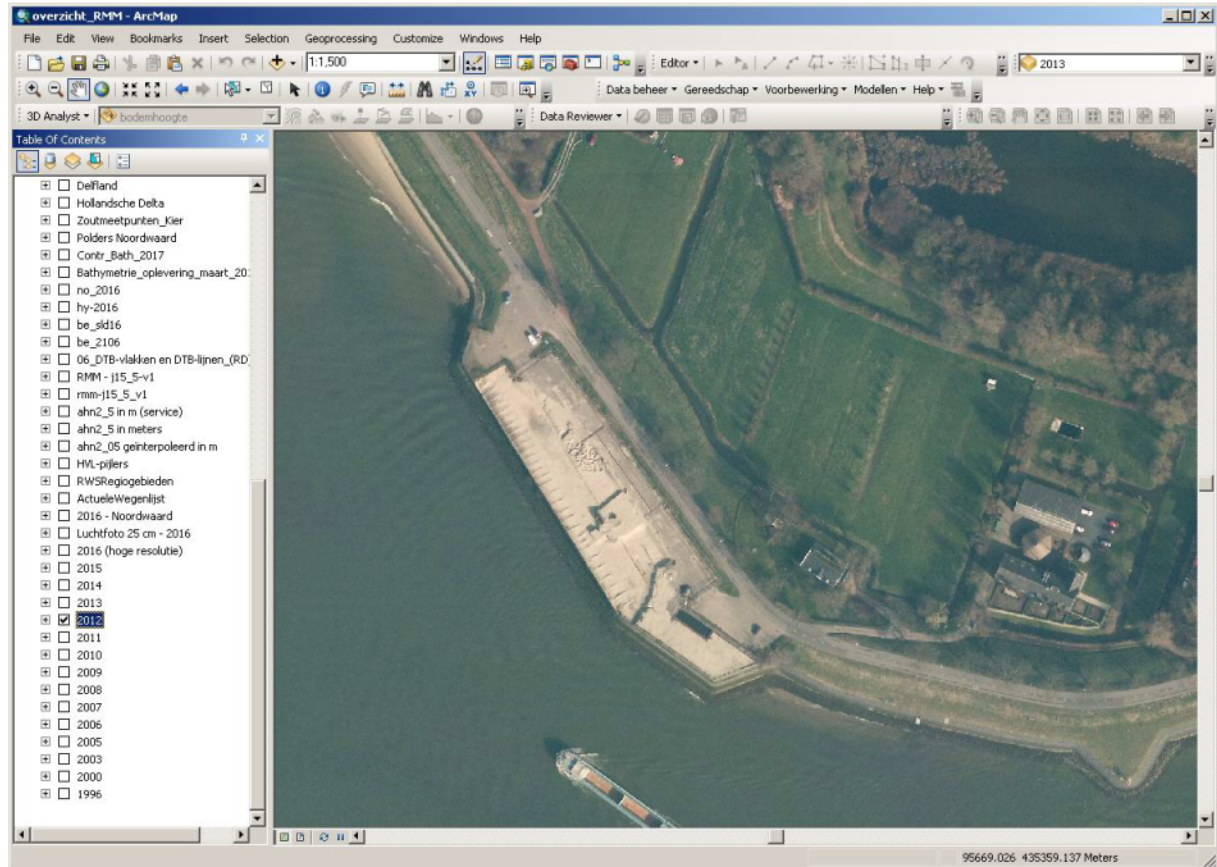 overzicht_RMM - ArcMap
File Edit View Bookmarks Insert Selection Geoprocessing Customize Windows Help
1:1,500 Editor 2013
Data beheer Gereedschap Voorbewerking Modellen Help
3D Analyst bodemhoogte Data Reviewer
Table Of Contents
Delfland
Hollandsche Delta
Zoutmeetpunten_Kier
Polders Noordwaard
Contr_Bath_2017
Bathymetrie_oplevering_maart_20
no_2016
hy-2016
be_sld16
be_2106
06_DTB-vlakken en DTB-lijnen_(RD)
RMM - j15_5-v1
rmm-j15_5_v1
ahn2_5 in m (service)
ahn2_5 in meters
ahn2_05 geinterpoleerd in m
HVL-pijlers
RWSRegiogebieden
ActueleWegenlijst
2016 - Noordwaard
Luchtfoto 25 cm - 2016
2016 (hoge resolutie)
2015
2014
2013
2012
2011
2010
2009
2008
2007
2006
2005
2003
2000
1996
95669.026 435359.137 Meters